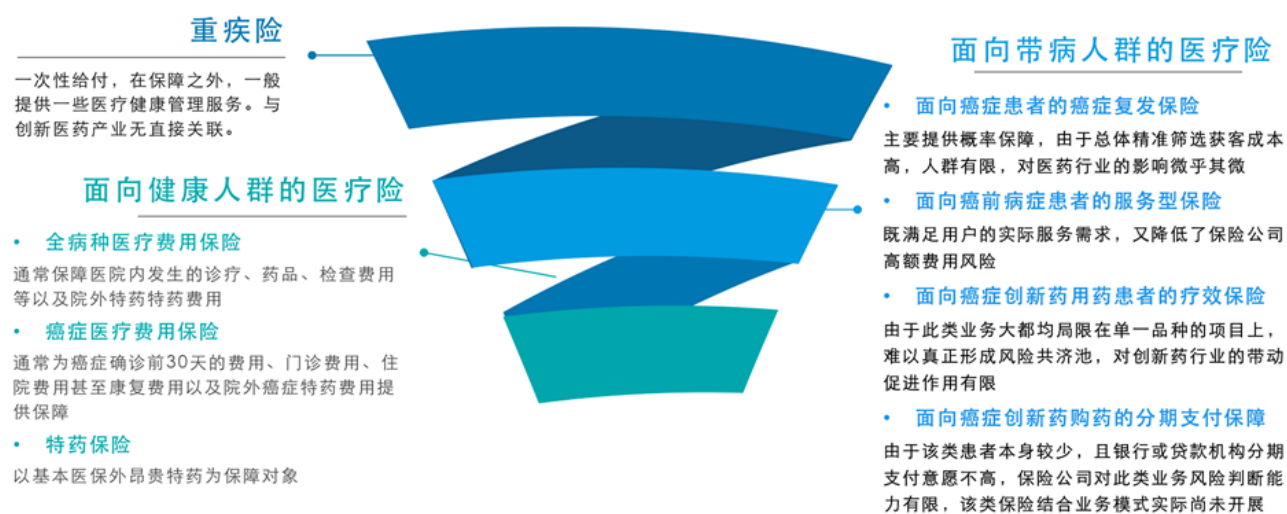 重疾险
一次性给付，在保障之外，一般
提供一些医疗健康管理服务。与
创新医药产业无直接关联。
面向健康人群的医疗险
• 全病种医疗费用保险
通常保障医院内发生的诊疗、药品、检查费用
等以及院外特药特药费用
• 癌症医疗费用保险
通常为癌症确诊前30天的费用、门诊费用、住
院费用甚至康复费用以及院外癌症特药费用提
供保障
• 特药保险
以基本医保外昂贵特药为保障对象
面向带病人群的医疗险
• 面向癌症患者的癌症复发保险
主要提供概率保障，由于总体精准筛选获客成本
高，人群有限，对医药行业的影响微乎其微
• 面向癌前病症患者的服务型保险
既满足用户的实际服务需求，又降低了保险公司
高额费用风险
• 面向癌症创新药用药患者的疗效保险
由于此类业务大都均局限在单一品种的项目上，
难以真正形成风险共济池，对创新药行业的带动
促进作用有限
• 面向癌症创新药购药的分期支付保障
由于该类患者本身较少，且银行或贷款机构分期
支付意愿不高，保险公司对此类业务风险判断能
力有限，该类保险结合业务模式实际尚未开展